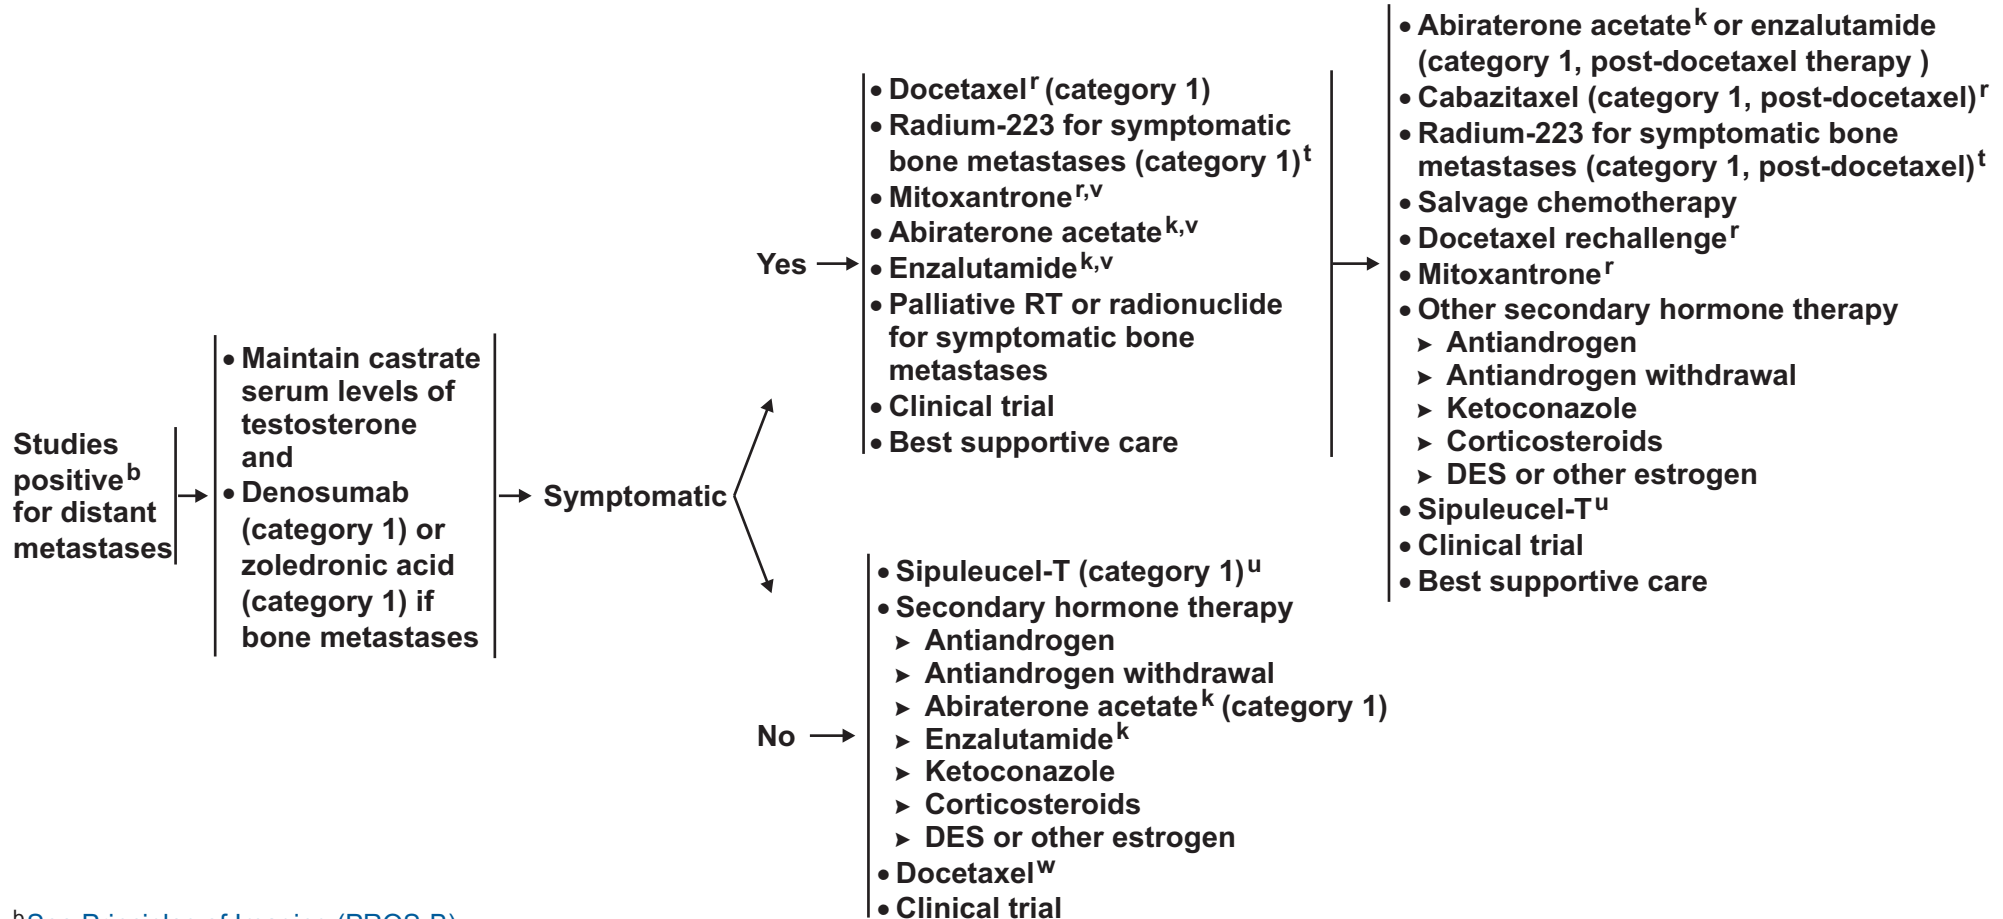 Studies
positive b
for distant
metastases
• Maintain castrate
serum levels of
testosterone
and
• Denosumab
(category 1) or
zoledronic acid
(category 1) if
bone metastases
Symptomatic
Yes
• Docetaxel r (category 1)
• Radium-223 for symptomatic
bone metastases (category 1) t
• Mitoxantrone r,v
• Abiraterone acetate k,v
• Enzalutamide k,v
• Palliative RT or radionuclide
for symptomatic bone
metastases
• Clinical trial
• Best supportive care
• Abiraterone acetate k or enzalutamide
(category 1, post-docetaxel therapy )
• Cabazitaxel (category 1, post-docetaxel) r
• Radium-223 for symptomatic bone
metastases (category 1, post-docetaxel) t
• Salvage chemotherapy
• Docetaxel rechallenge r
• Mitoxantrone r
• Other secondary hormone therapy
➤ Antiandrogen
➤ Antiandrogen withdrawal
➤ Ketoconazole
➤ Corticosteroids
➤ DES or other estrogen
• Sipuleucel-T u
• Clinical trial
• Best supportive care
No
• Sipuleucel-T (category 1) u
• Secondary hormone therapy
➤ Antiandrogen
➤ Antiandrogen withdrawal
➤ Abiraterone acetate k (category 1)
➤ Enzalutamide k
➤ Ketoconazole
➤ Corticosteroids
➤ DES or other estrogen
• Docetaxel w
• Clinical trial